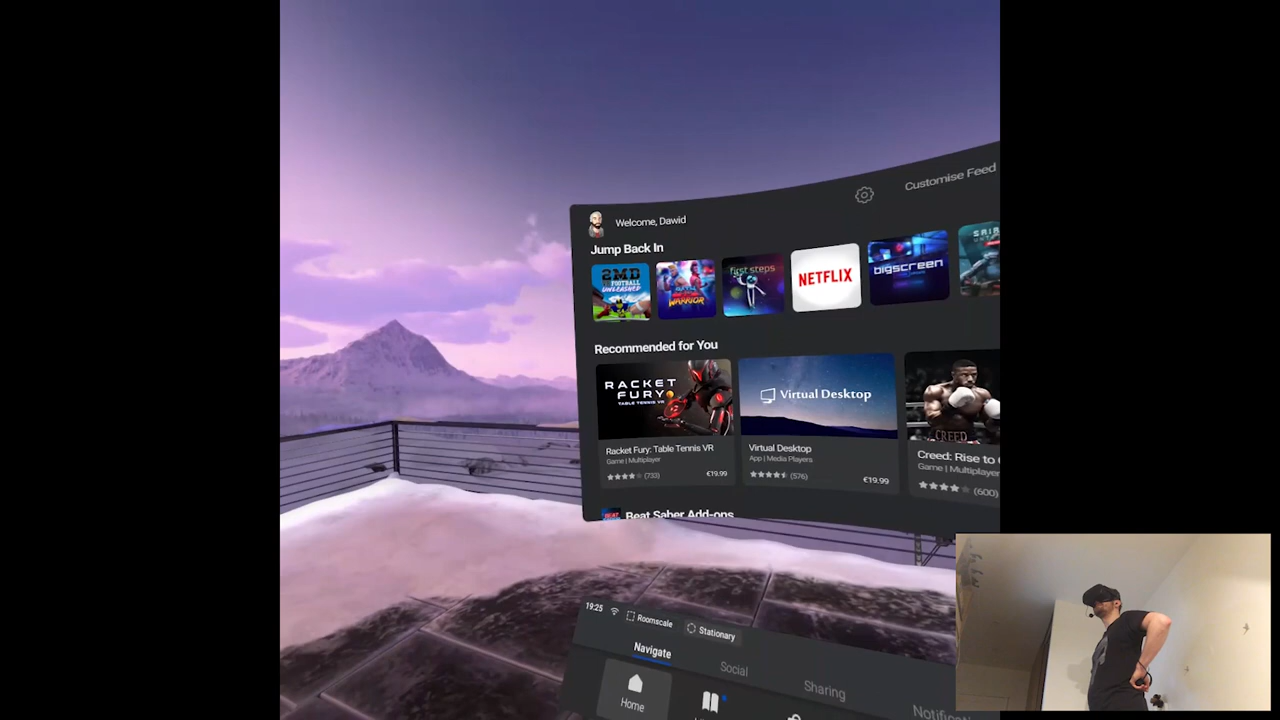 Customise Feed
Welcome, Dawid
Jump Back In
2MD
VR FOOTBALL
UNLEASHED
WARRIOR
first steps
NETFLIX
bigscreen
Recommended for You
RACKET
FURY
TABLE TENNIS VR
Virtual Desktop
CREED
Racket Fury: Table Tennis VR
Game | Multiplayer
(733)
€19.99
Virtual Desktop
App | Media Players
(576)
€19.99
Creed: Rise to
Game | Multiplayer
(600)
BEAT
Beat Saber Add-ons
19:25
Roomscale
Stationary
Navigate
Social
Sharing
Home